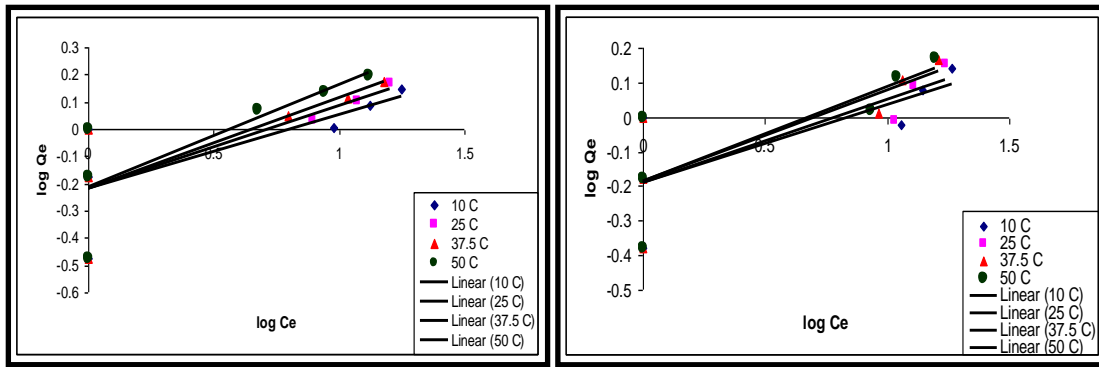 0.3
0.2
0.1
0
-0.1
-0.2
-0.3
-0.4
-0.5
-0.6
0
0.5
1
1.5
log Qe
log Ce
10 C
25 C
37.5 C
50 C
Linear (10 C)
Linear (25 C)
Linear (37.5 C)
Linear (50 C)
0.2
0.1
0
-0.1
-0.2
-0.3
-0.4
-0.5
0
0.5
1
1.5
log Qe
log Ce
10 C
25 C
37.5 C
50 C
Linear (10 C)
Linear (25 C)
Linear (37.5 C)
Linear (50 C)